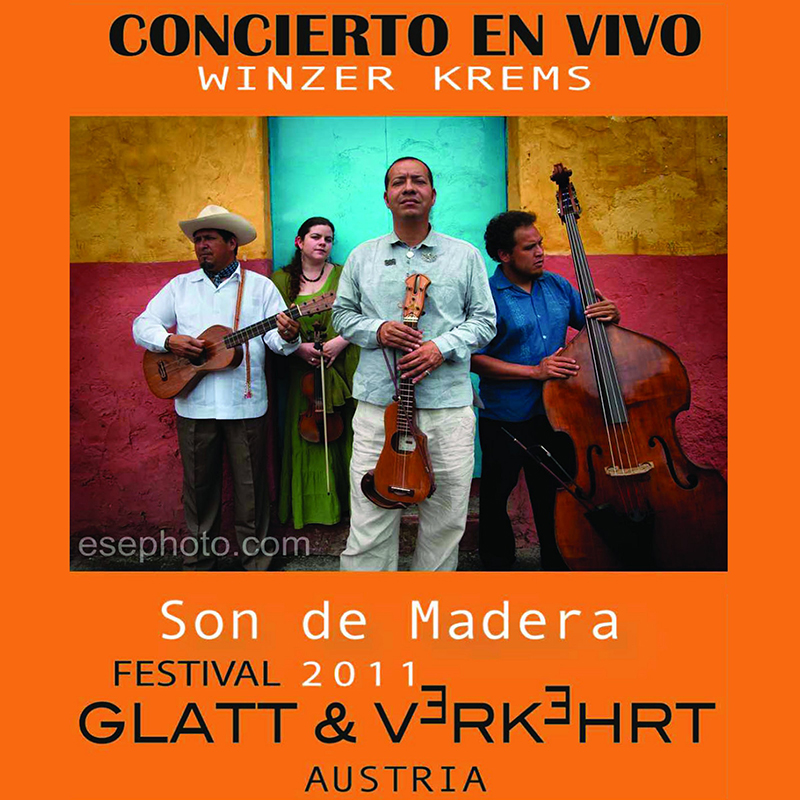 CONCIERTO EN VIVO
WINZER KREMS
esephoto.com
Son de Madera
FESTIVAL 2011
GLATT & VƎRKƎHRT
AUSTRIA